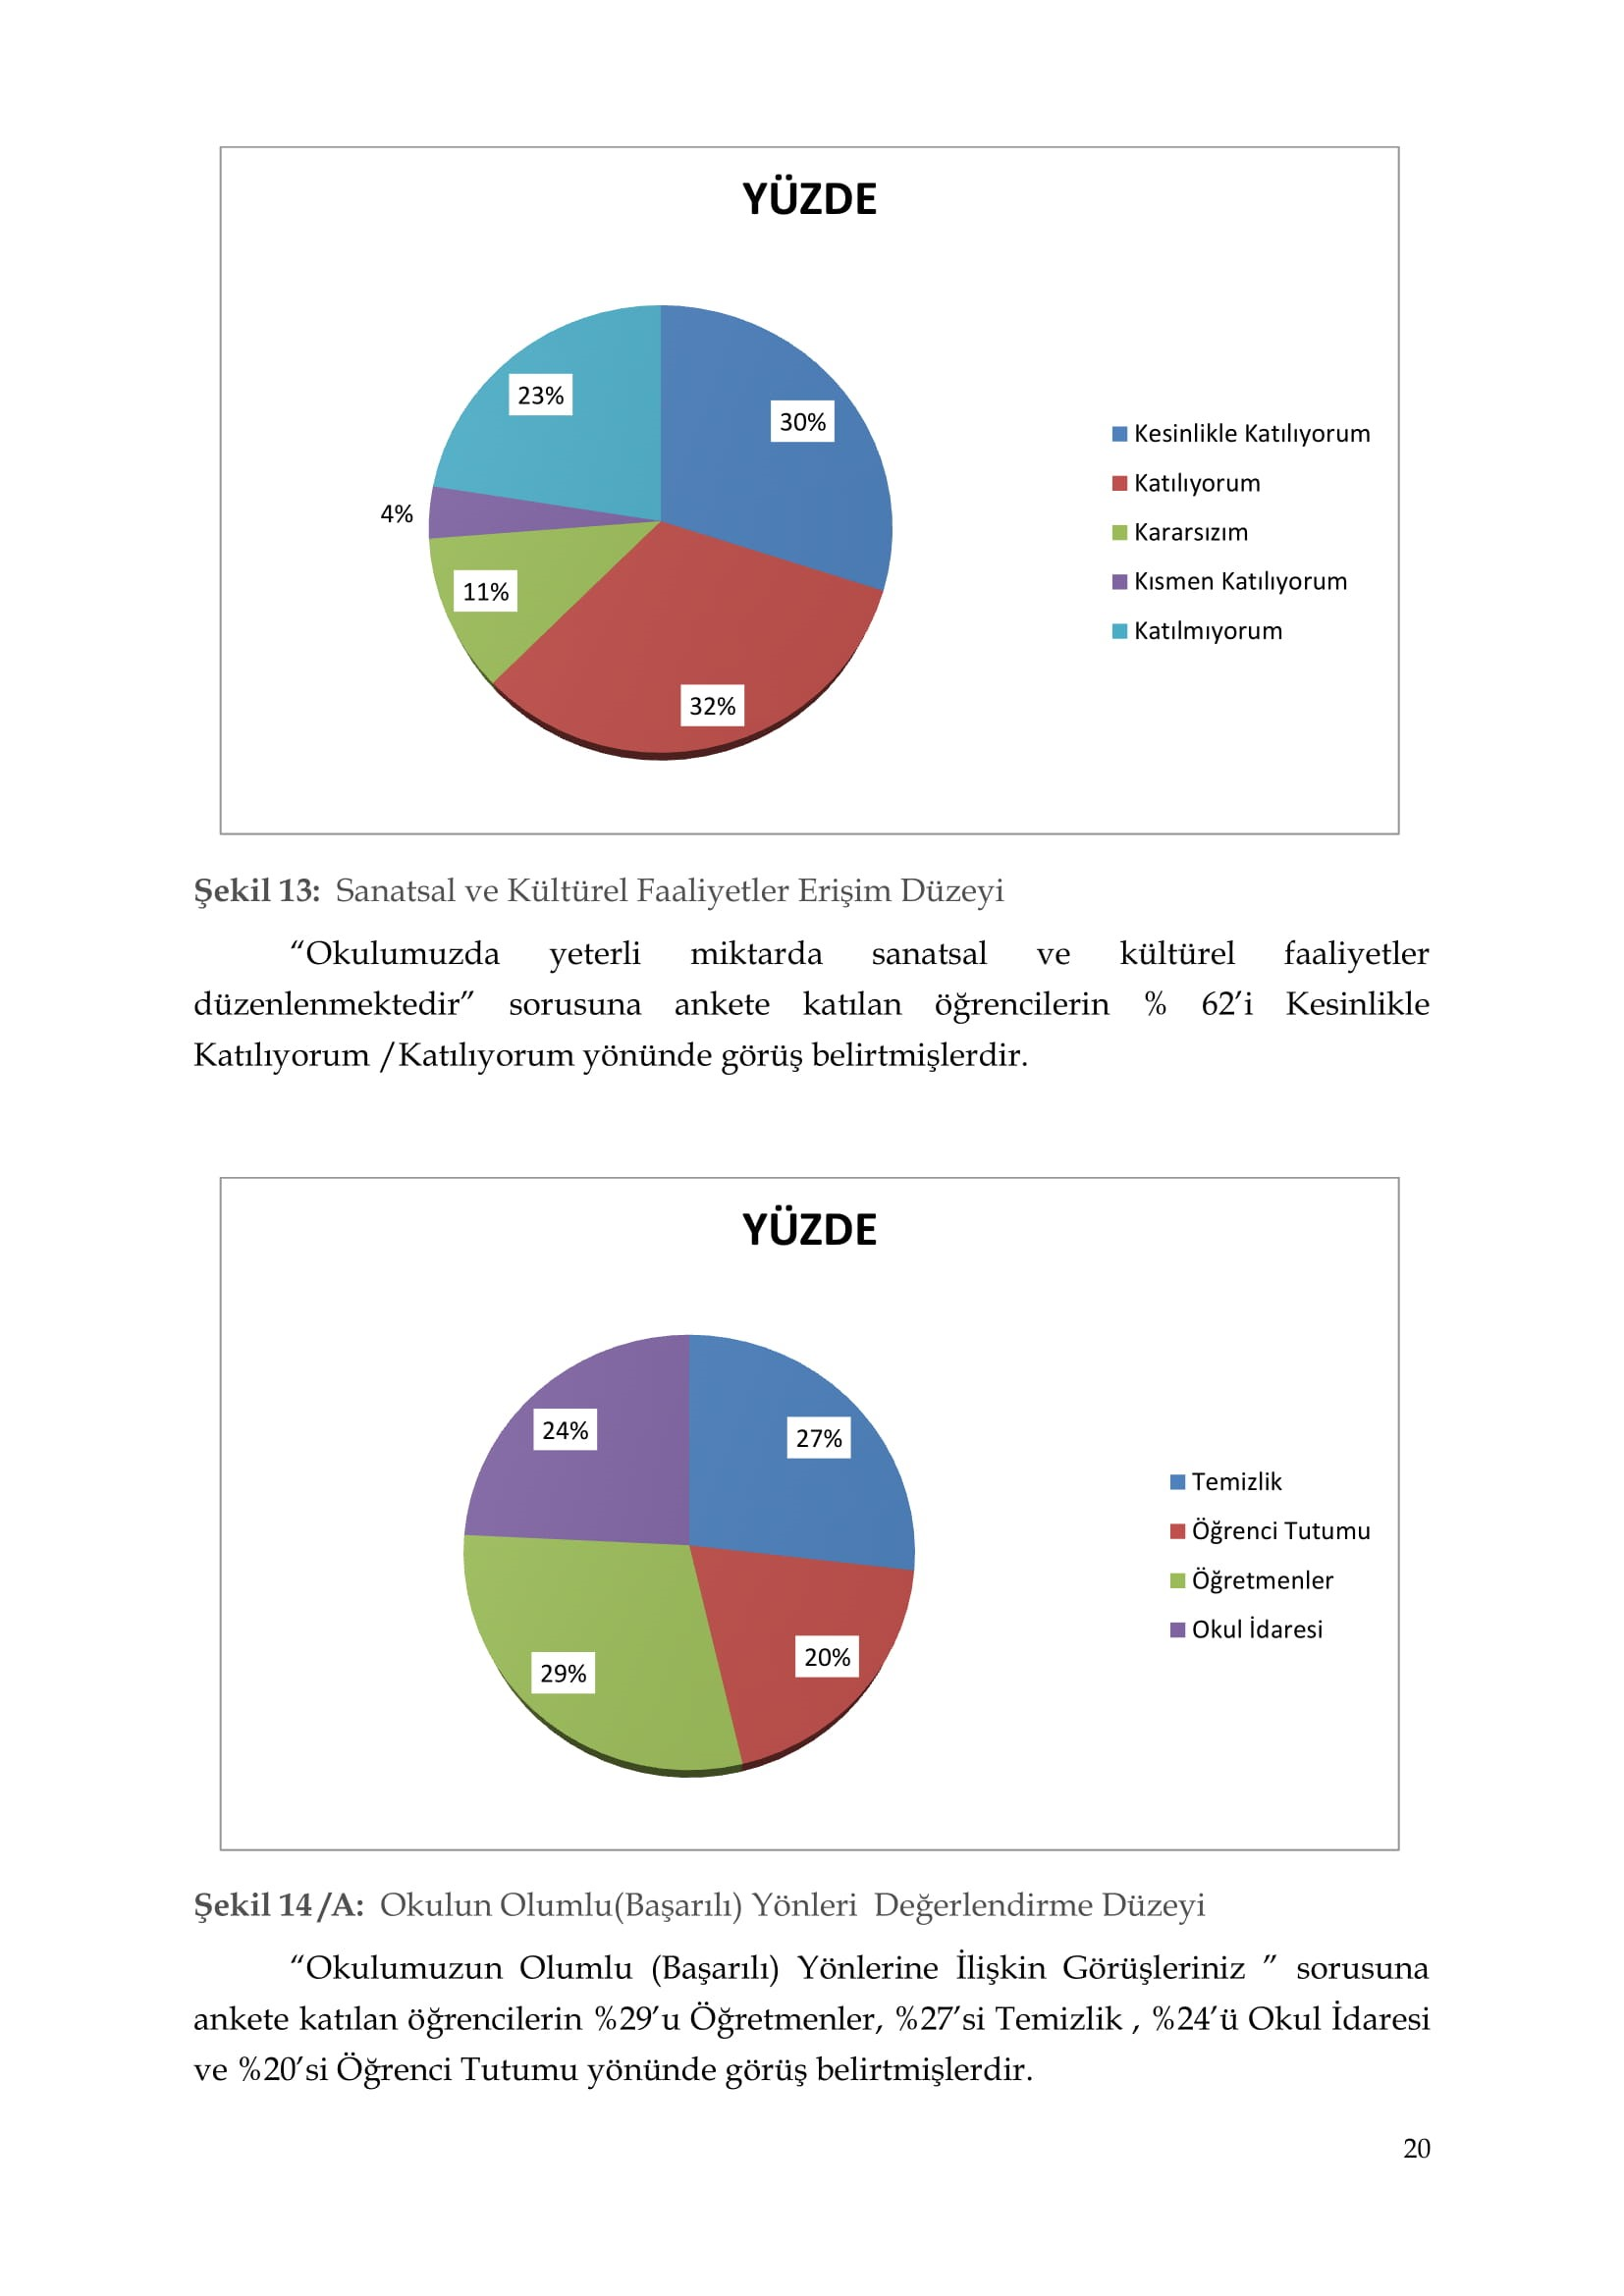 YÜZDE
23%
30%
4%
11%
32%
Kesinlikle Katılıyorum
Katılıyorum
Kararsızım
Kısmen Katılıyorum
Katılmıyorum
Şekil 13: Sanatsal ve Kültürel Faaliyetler Erişim Düzeyi
“Okulumuzda yeterli miktarda sanatsal ve kültürel faaliyetler
düzenlenmektedir” sorusuna ankete katılan öğrencilerin % 62’i Kesinlikle
Katılıyorum /Katılıyorum yönünde görüş belirtmişlerdir.
YÜZDE
24%
27%
29%
20%
Temizlik
Öğrenci Tutumu
Öğretmenler
Okul İdaresi
Şekil 14/A: Okulun Olumlu(Başarılı) Yönleri Değerlendirme Düzeyi
“Okulumuzun Olumlu (Başarılı) Yönlerine İlişkin Görüşleriniz ” sorusuna
ankete katılan öğrencilerin %29’u Öğretmenler, %27’si Temizlik , %24’ü Okul İdaresi
ve %20’si Öğrenci Tutumu yönünde görüş belirtmişlerdir.
20